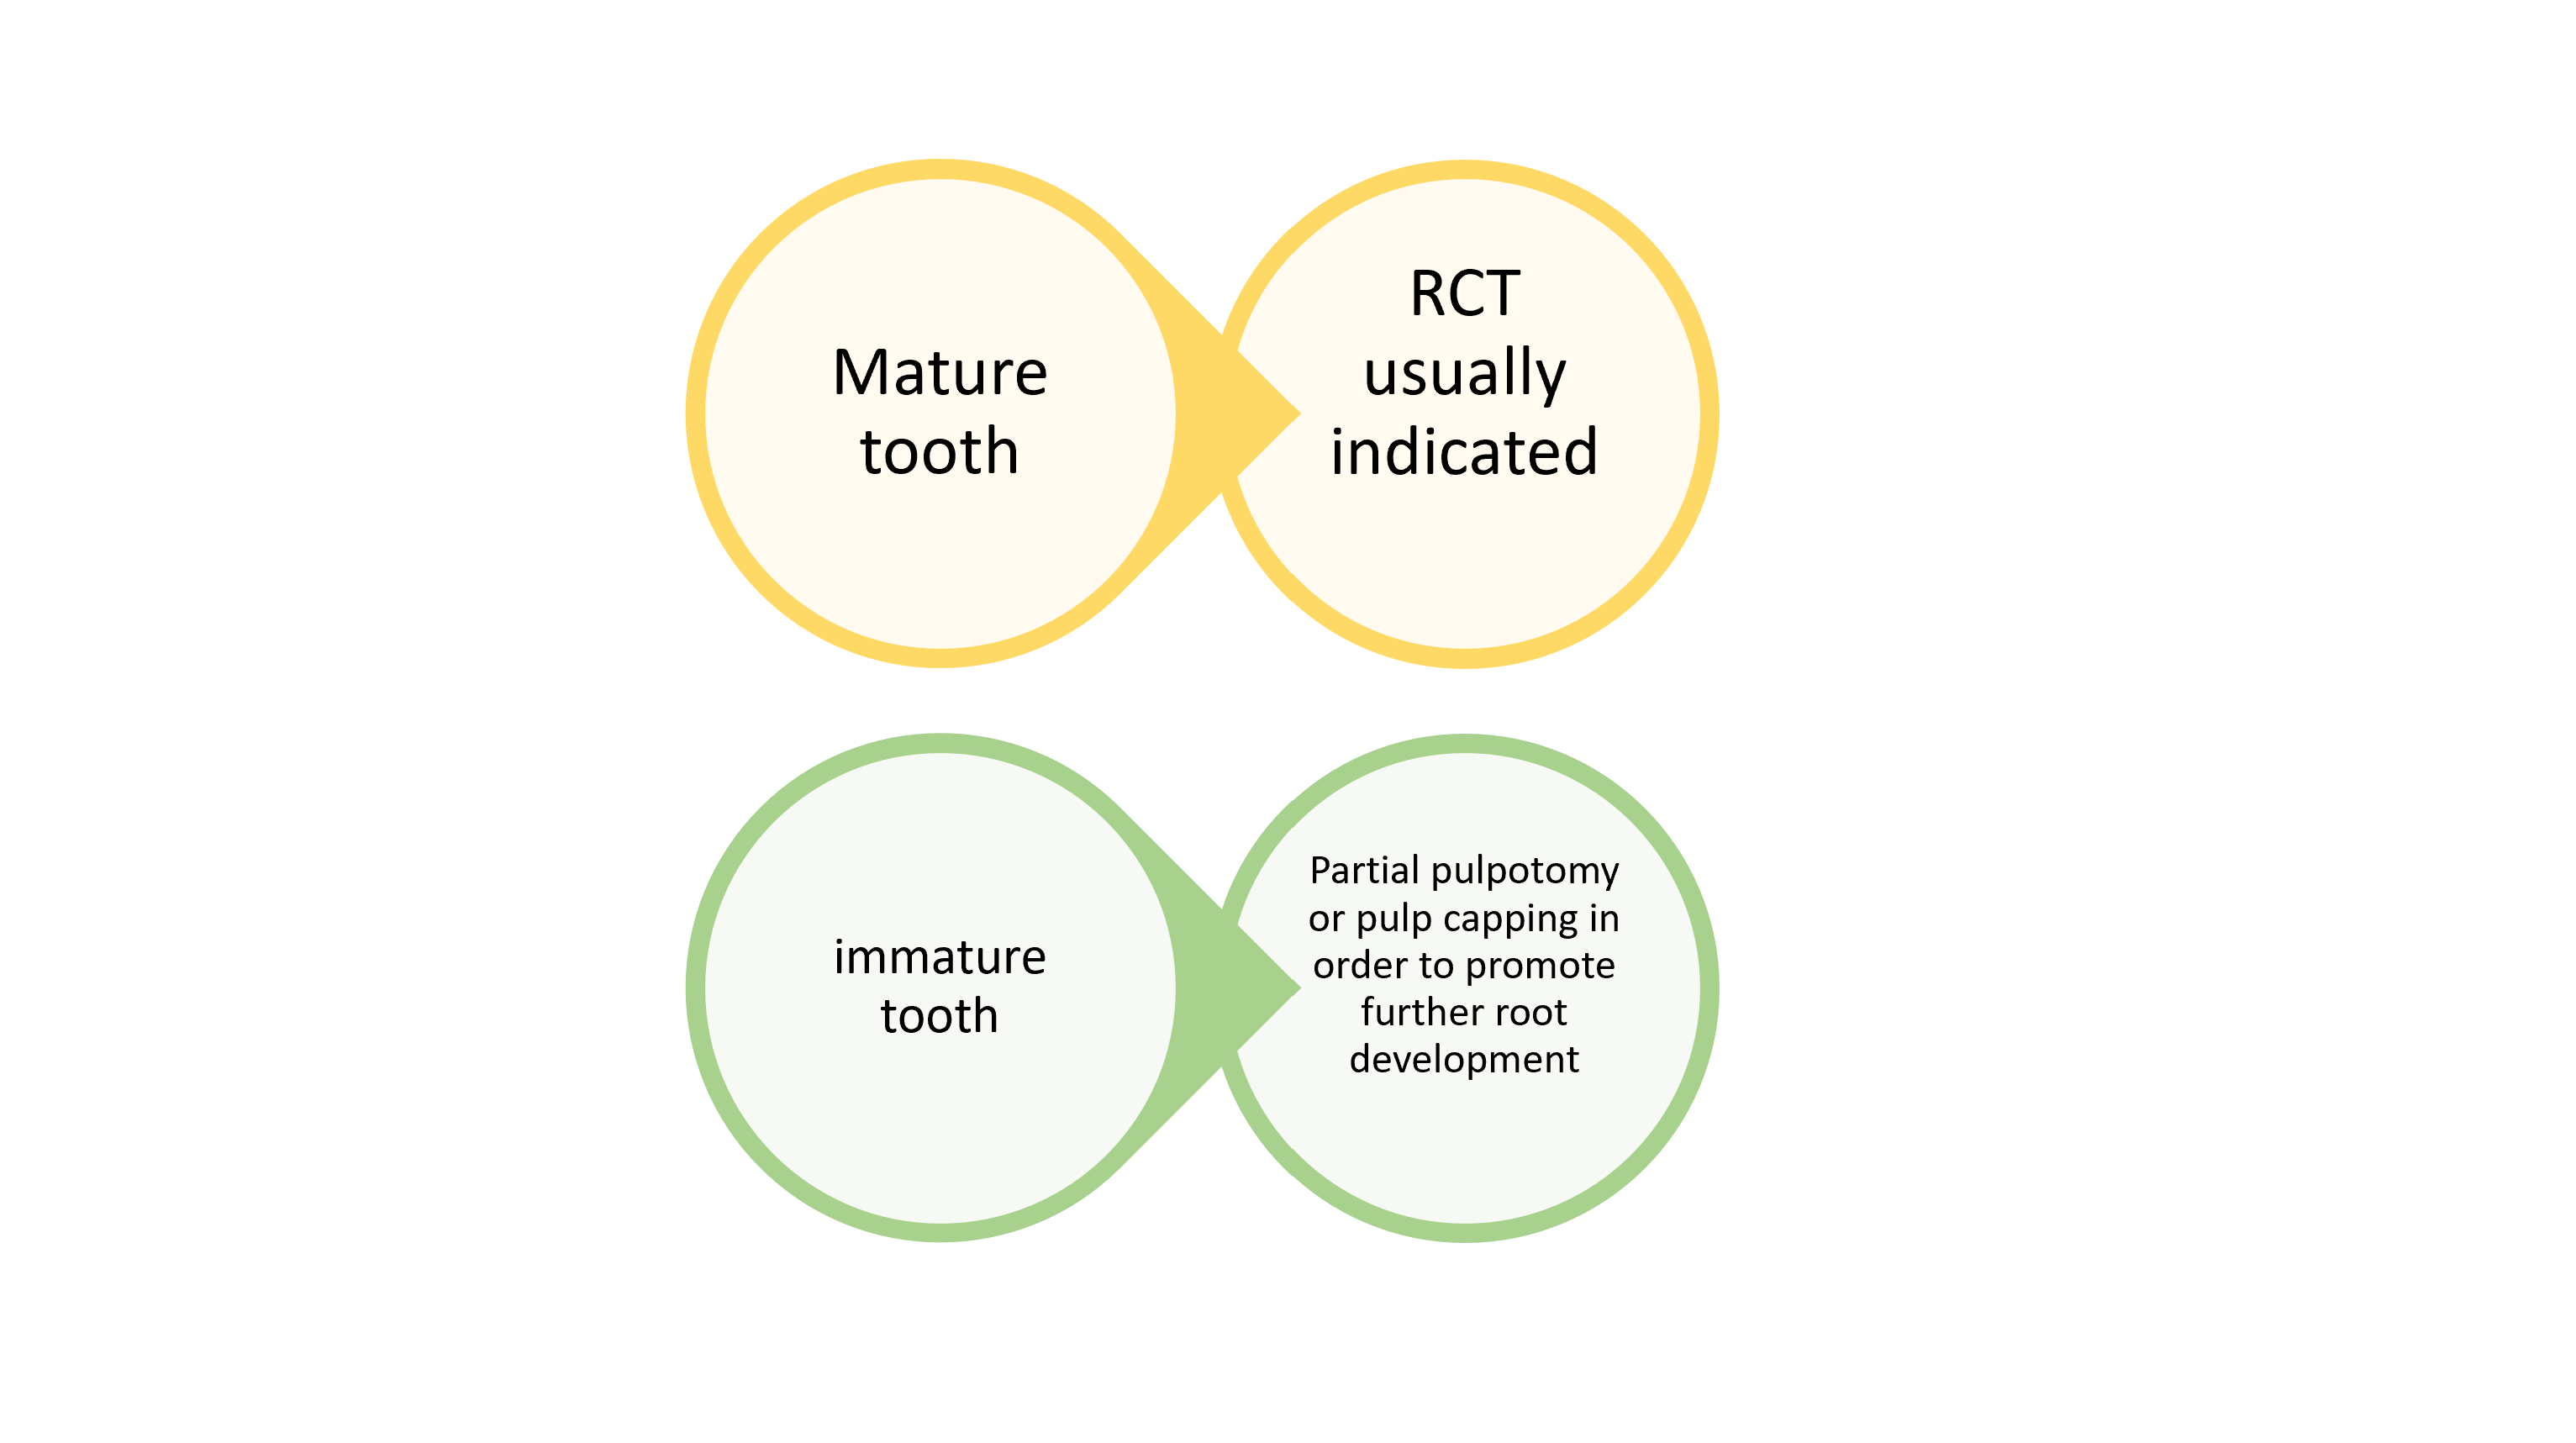 Mature
tooth
RCT
usually
indicated
immature
tooth
Partial pulpotomy
or pulp capping in
order to promote
further root
development